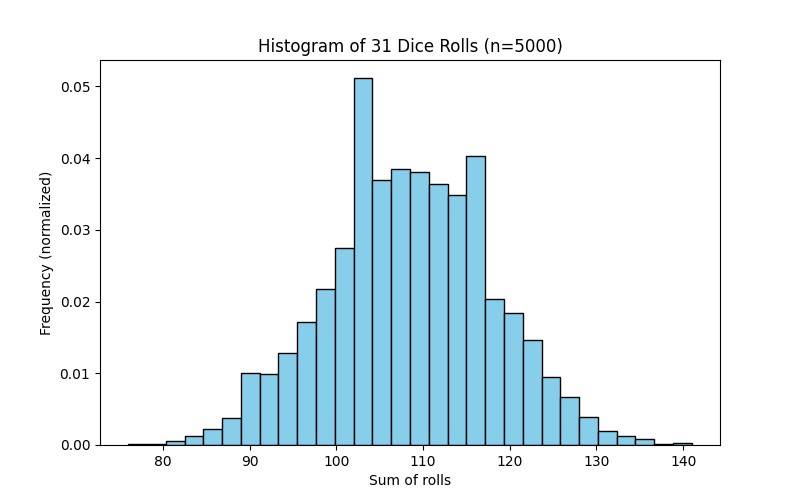 Histogram of 31 Dice Rolls (n=5000)
0.05
0.04
0.03
0.02
0.01
0.00
Frequency (normalized)
80 90 100 110 120 130 140
Sum of rolls